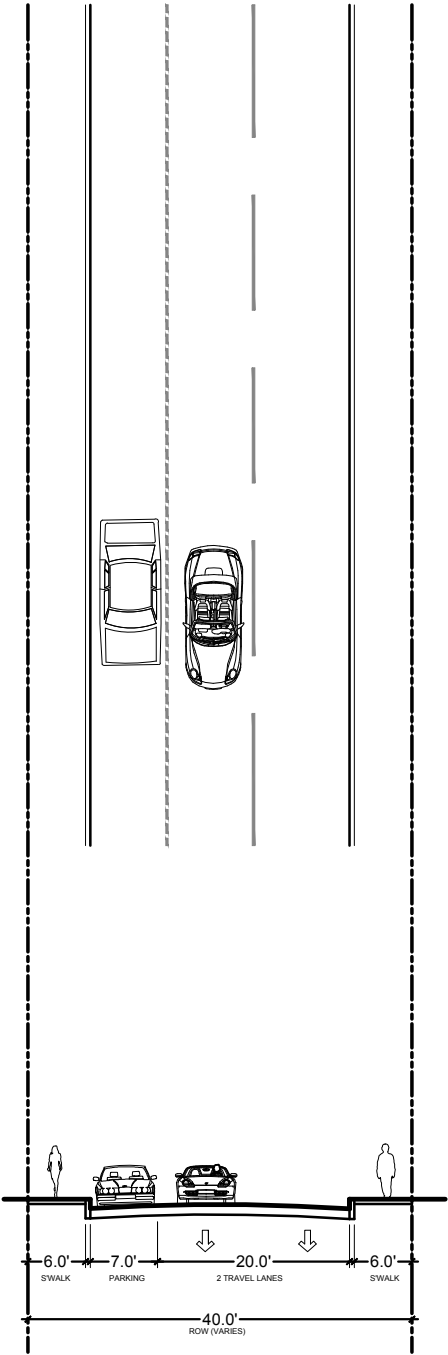 6.0' 7.0' 20.0' 6.0'
S'WALK PARKING 2 TRAVEL LANES S'WALK
40.0'
ROW (VARIES)